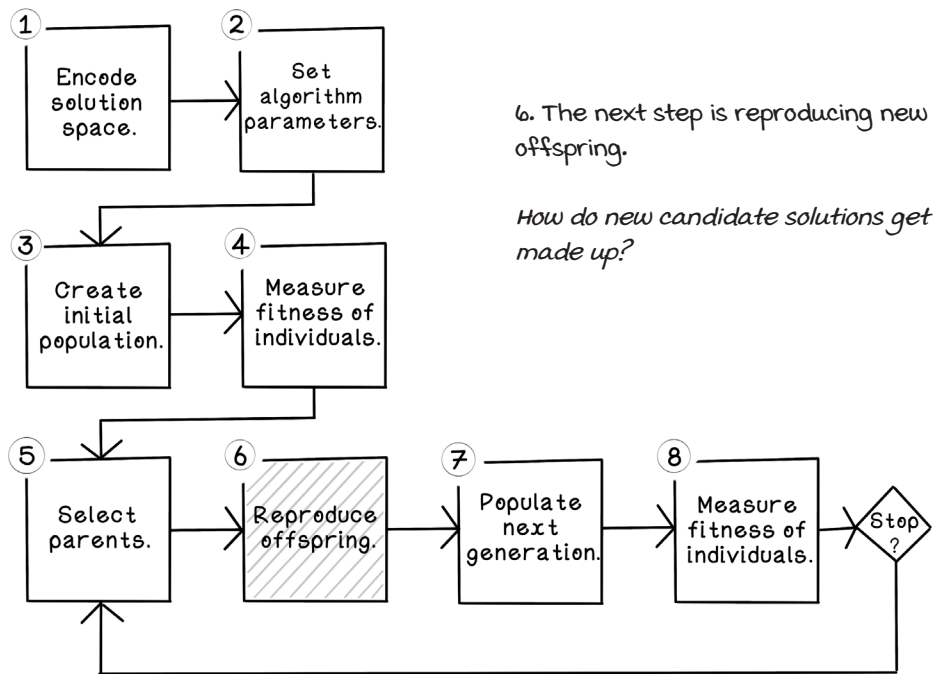 1
Encode
solution
space.
2
Set
algorithm
parameters.
6. The next step is reproducing new
offspring.
How do new candidate solutions get
made up?
3
Create
initial
population.
4
Measure
fitness of
individuals.
5
Select
parents.
6
Reproduce
offspring.
7
Populate
next
generation.
8
Measure
fitness of
individuals.
Stop
?